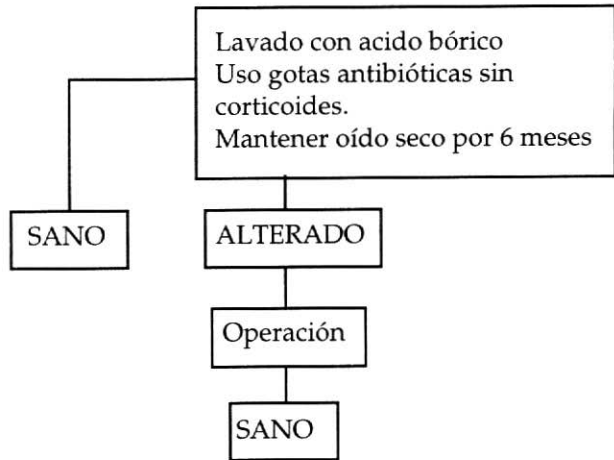 Lavado con acido bórico
Uso gotas antibióticas sin
corticoides.
Mantener oído seco por 6 meses
SANO
ALTERADO
Operación
SANO